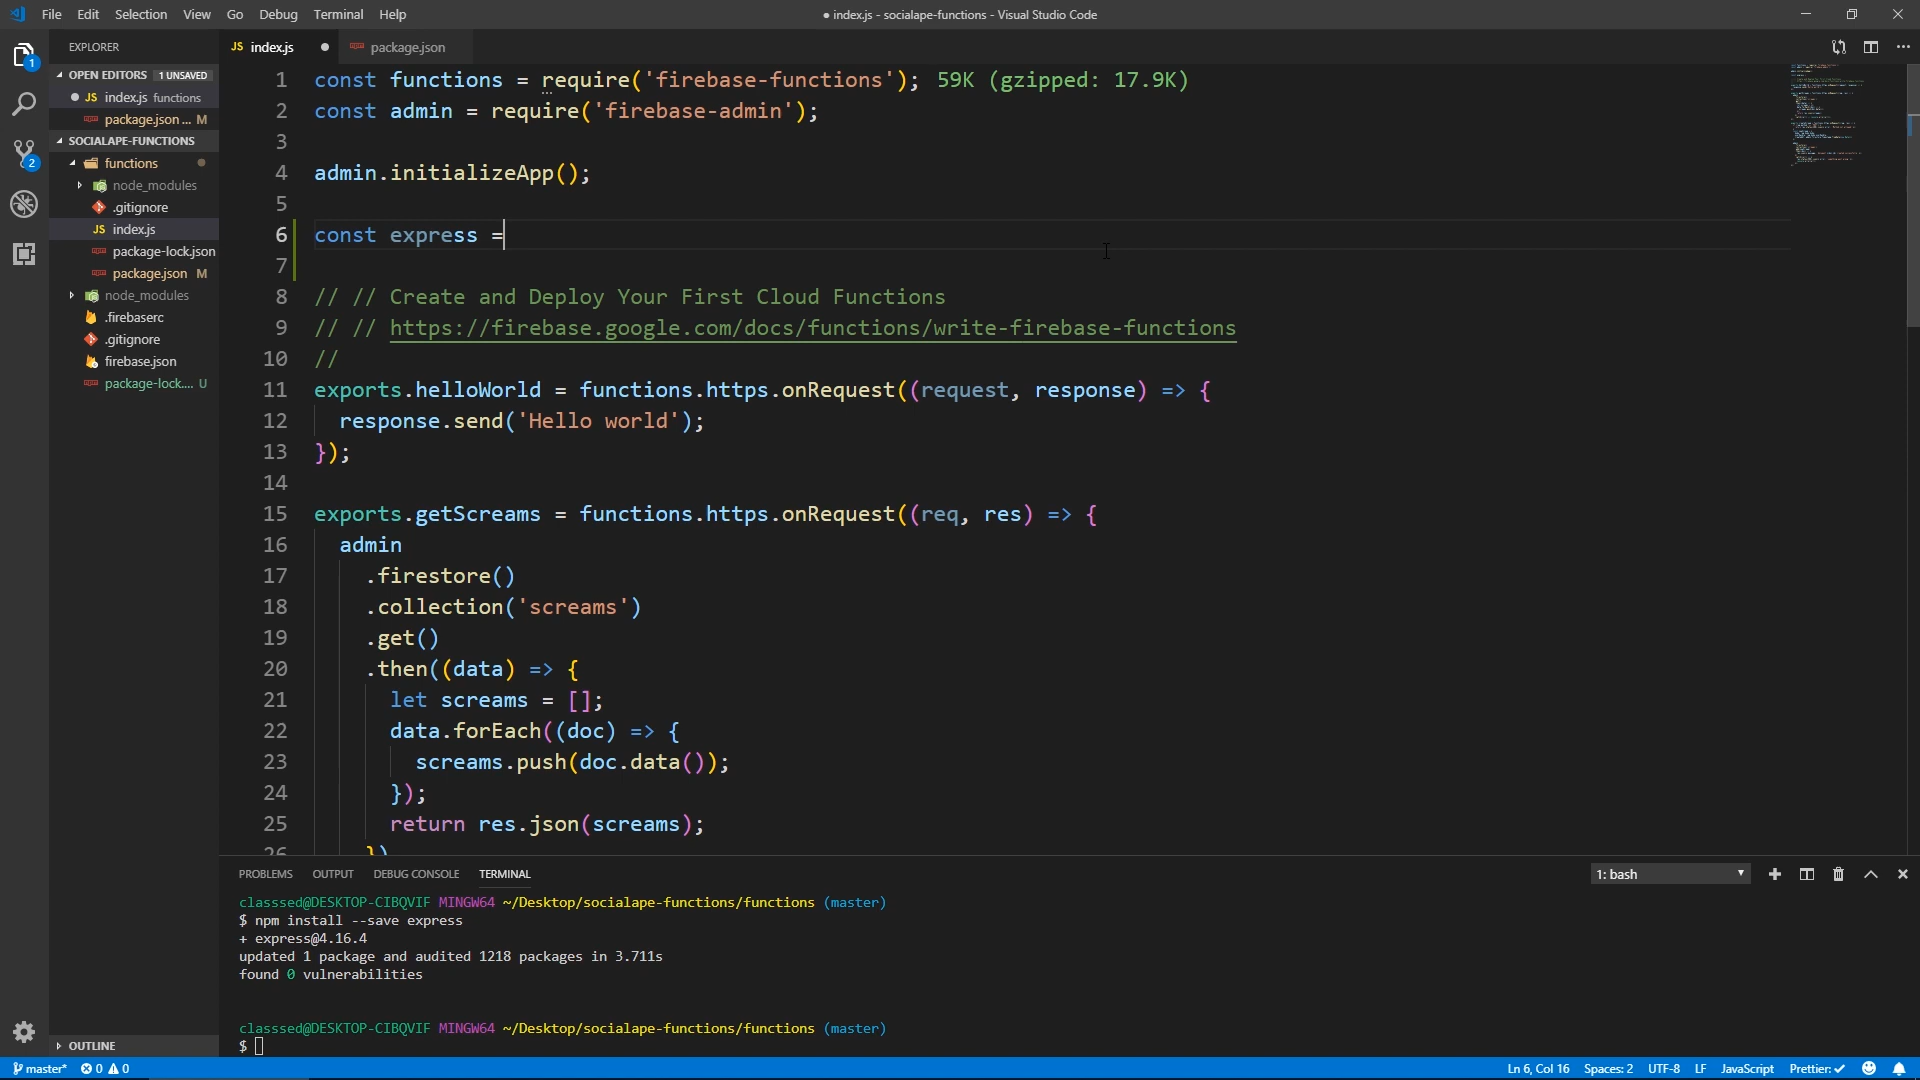 File Edit Selection View Go Debug Terminal Help
● index.js - socialape-functions - Visual Studio Code
EXPLORER
OPEN EDITORS 1 UNSAVED
JS index.js functions
package.json ... M
SOCIALAPE-FUNCTIONS
functions
node_modules
.gitignore
JS index.js
package-lock.json
package.json M
node_modules
.firebaserc
.gitignore
firebase.json
package-lock.... U
OUTLINE
JS index.js ●
package.json
1 const functions = require('firebase-functions'); 59K (gzipped: 17.9K)
2 const admin = require('firebase-admin');
3
4 admin.initializeApp();
5
6 const express =
7
8 // // Create and Deploy Your First Cloud Functions
9 // // https://firebase.google.com/docs/functions/write-firebase-functions
10 //
11 exports.helloWorld = functions.https.onRequest((request, response) => {
12 response.send('Hello world');
13 });
14
15 exports.getScreams = functions.https.onRequest((req, res) => {
16 admin
17 .firestore()
18 .collection('screams')
19 .get()
20 .then((data) => {
21 let screams = [];
22 data.forEach((doc) => {
23 screams.push(doc.data());
24 });
25 return res.json(screams);
26 })
PROBLEMS OUTPUT DEBUG CONSOLE TERMINAL
1: bash
classsed@DESKTOP-CIBQVIF MINGW64 ~/Desktop/socialape-functions/functions (master)
$ npm install --save express
+ express@4.16.4
updated 1 package and audited 1218 packages in 3.711s
found 0 vulnerabilities
classsed@DESKTOP-CIBQVIF MINGW64 ~/Desktop/socialape-functions/functions (master)
$
master* 0 0
Ln 6, Col 16 Spaces: 2 UTF-8 LF JavaScript Prettier: ✓
1
2